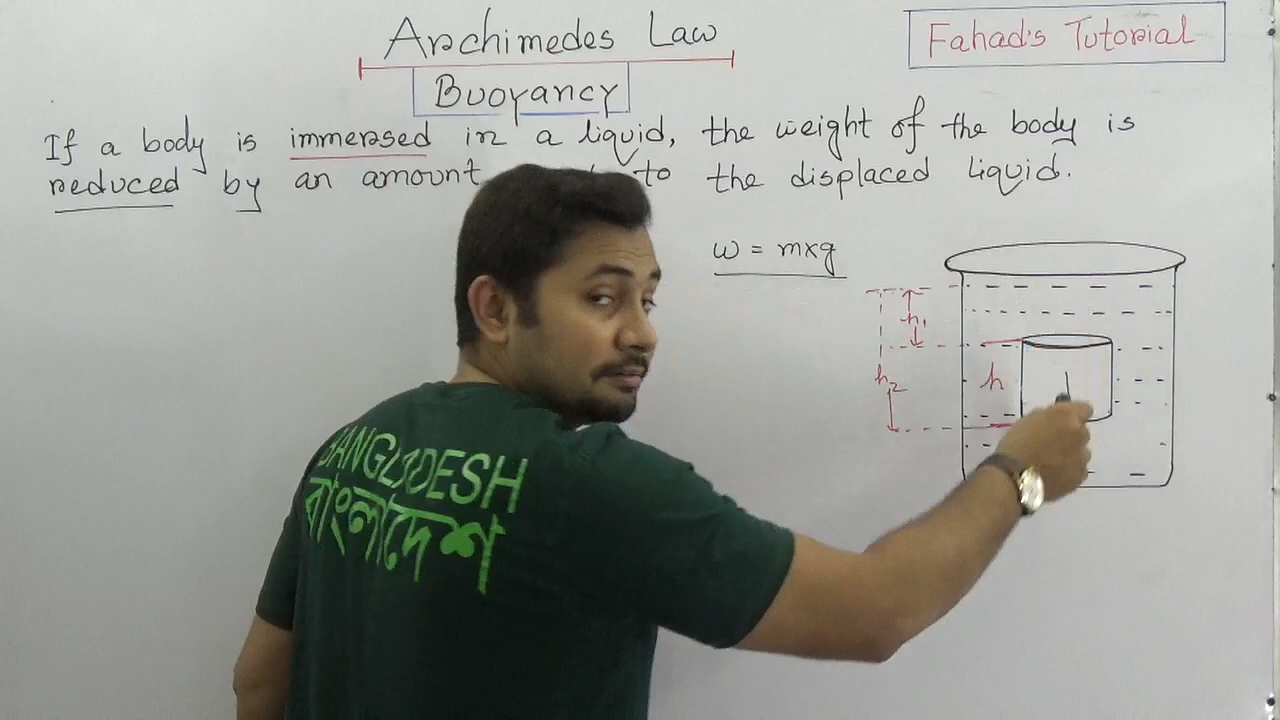 Archimedes Law
Fahad's Tutorial
Buoyancy
If a body is immersed in a liquid, the weight of the body is
reduced by an amount to the displaced liquid.
w = mxg
h₁
h₂
h
BANGLADESH
বাংলাদেশ